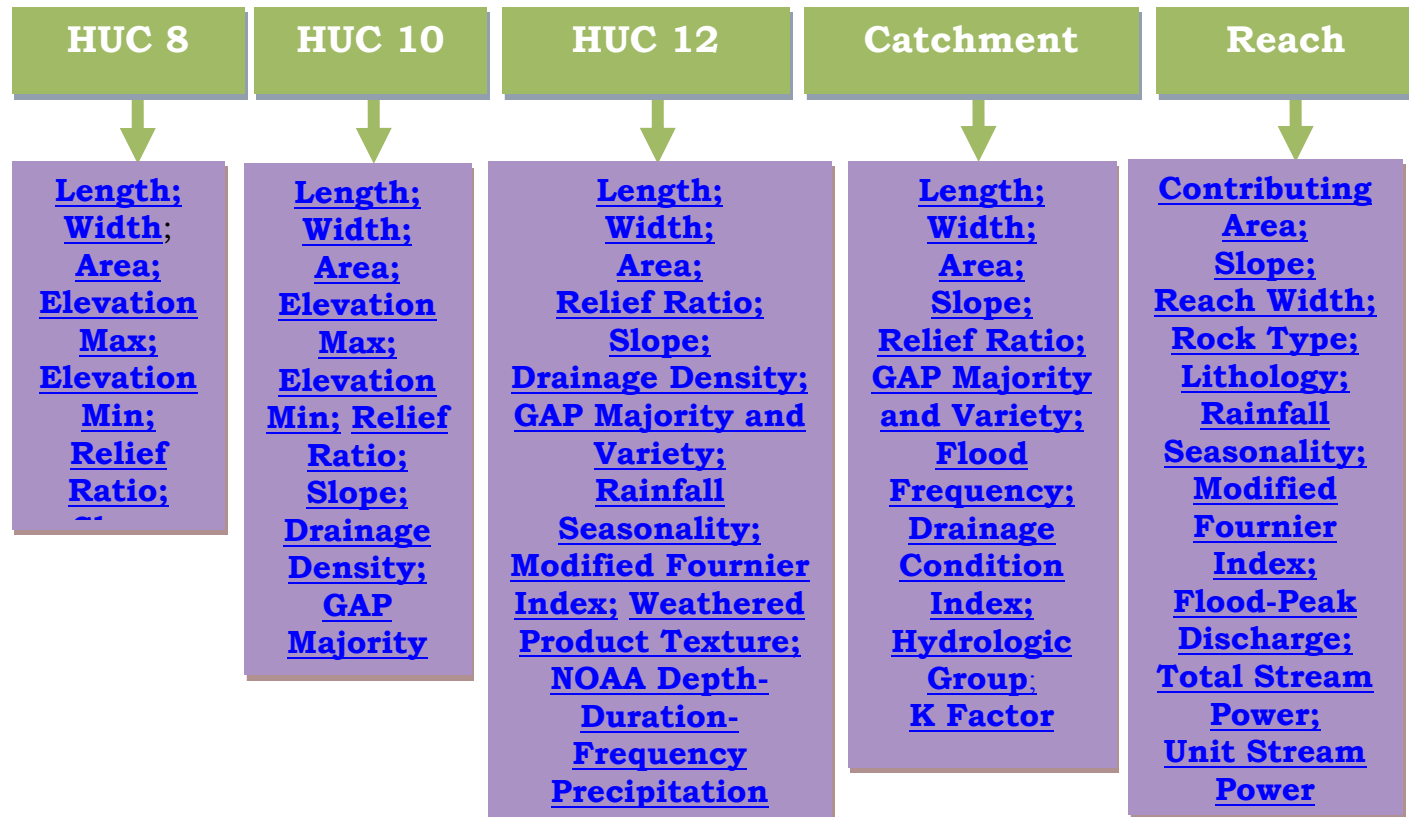 HUC 8
HUC 10
HUC 12
Catchment
Reach
Length;
Width;
Area;
Elevation
Max;
Elevation
Min;
Relief
Ratio;
Length;
Width;
Area;
Elevation
Max;
Elevation
Min; Relief
Ratio;
Slope;
Drainage
Density;
GAP
Majority
Length;
Width;
Area;
Relief Ratio;
Slope;
Drainage Density;
GAP Majority and
Variety;
Rainfall
Seasonality;
Modified Fournier
Index; Weathered
Product Texture;
NOAA Depth-
Duration-
Frequency
Precipitation
Length;
Width;
Area;
Slope;
Relief Ratio;
GAP Majority
and Variety;
Flood
Frequency;
Drainage
Condition
Index;
Hydrologic
Group;
K Factor
Contributing
Area;
Slope;
Reach Width;
Rock Type;
Lithology;
Rainfall
Seasonality;
Modified
Fournier
Index;
Flood-Peak
Discharge;
Total Stream
Power;
Unit Stream
Power